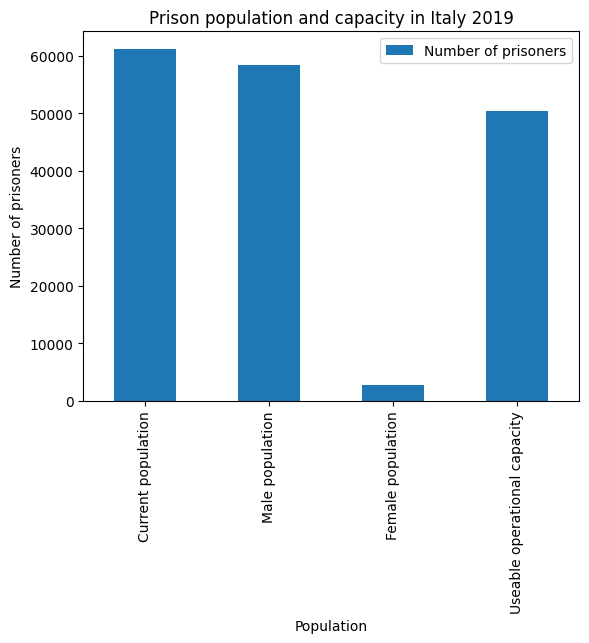 Prison population and capacity in Italy 2019
Number of prisoners
Number of prisoners
60000
50000
40000
30000
20000
10000
0
Current population
Male population
Female population
Useable operational capacity
Population